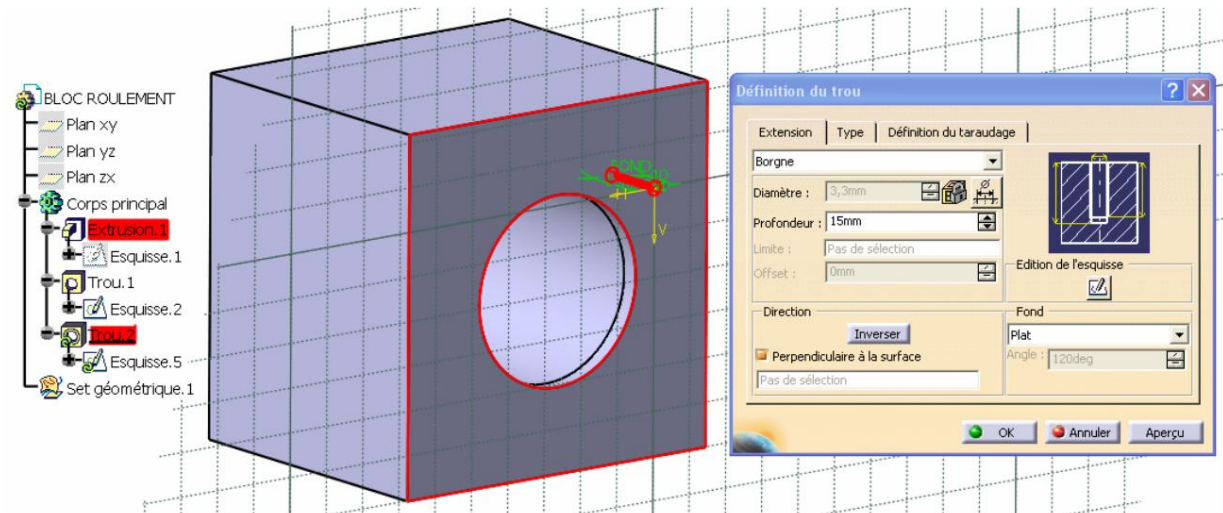 BLOC ROULEMENT
Plan xy
Plan yz
Plan zx
Corps principal
Extrusion.1
Esquisse.1
Trou.1
Esquisse.2
Trou.2
Esquisse.5
Set géométrique.1
H
V
Définition du trou
Extension Type Définition du taraudage
Borgne
Diamètre : 3,3mm
Profondeur : 15mm
Limite : Pas de sélection
Offset : 0mm
Edition de l'esquisse
Direction
Inverser
Perpendiculaire à la surface
Pas de sélection
Fond
Plat
Angle : 120deg
OK Annuler Aperçu